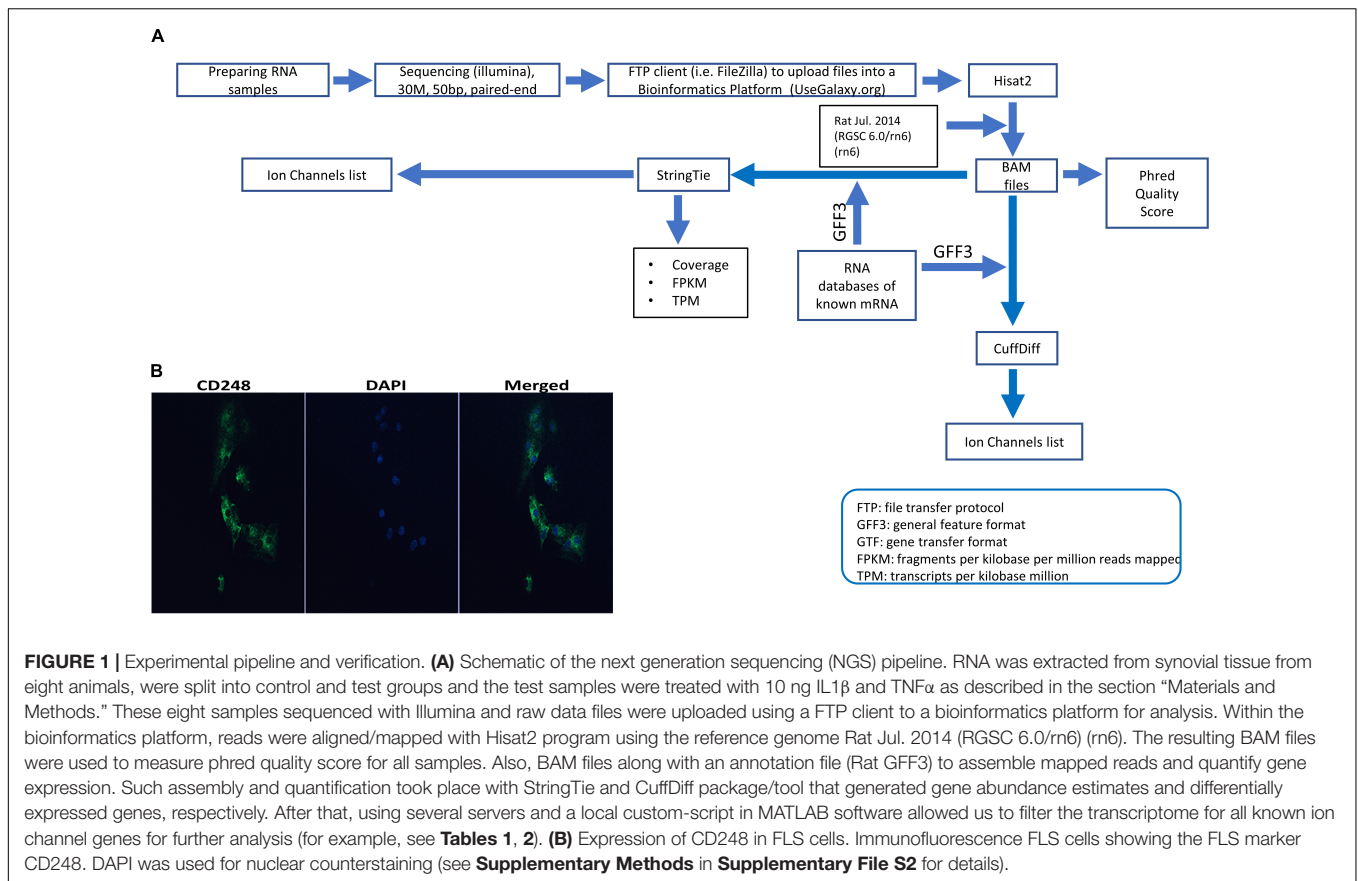 A
Preparing RNA
samples
Sequencing (illumina),
30M, 50bp, paired-end
FTP client (i.e. FileZilla) to upload files into a
Bioinformatics Platform (UseGalaxy.org)
Hisat2
Rat Jul. 2014
(RGSC 6.0/rn6)
(rn6)
Ion Channels list
StringTie
BAM
files
Phred
Quality
Score
GFF3
GFF3
• Coverage
• FPKM
• TPM
RNA
databases of
known mRNA
CuffDiff
Ion Channels list
B
CD248 DAPI Merged
FTP: file transfer protocol
GFF3: general feature format
GTF: gene transfer format
FPKM: fragments per kilobase per million reads mapped
TPM: transcripts per kilobase million
FIGURE 1 | Experimental pipeline and verification. (A) Schematic of the next generation sequencing (NGS) pipeline. RNA was extracted from synovial tissue from
eight animals, were split into control and test groups and the test samples were treated with 10 ng IL1β and TNFα as described in the section “Materials and
Methods.” These eight samples sequenced with Illumina and raw data files were uploaded using a FTP client to a bioinformatics platform for analysis. Within the
bioinformatics platform, reads were aligned/mapped with Hisat2 program using the reference genome Rat Jul. 2014 (RGSC 6.0/rn6) (rn6). The resulting BAM files
were used to measure phred quality score for all samples. Also, BAM files along with an annotation file (Rat GFF3) to assemble mapped reads and quantify gene
expression. Such assembly and quantification took place with StringTie and CuffDiff package/tool that generated gene abundance estimates and differentially
expressed genes, respectively. After that, using several servers and a local custom-script in MATLAB software allowed us to filter the transcriptome for all known ion
channel genes for further analysis (for example, see Tables 1, 2). (B) Expression of CD248 in FLS cells. Immunofluorescence FLS cells showing the FLS marker
CD248. DAPI was used for nuclear counterstaining (see Supplementary Methods in Supplementary File S2 for details).